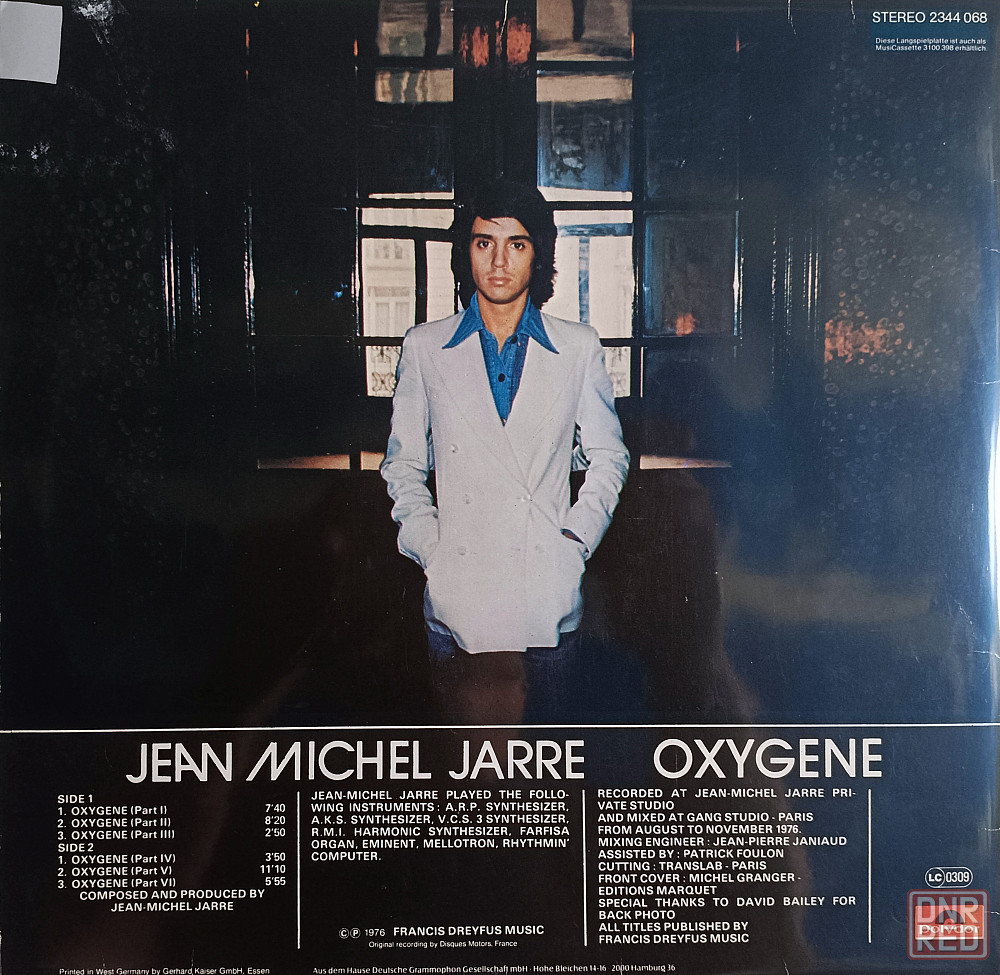 STEREO 2344 068
Diese Langspielplatte ist auch als
MusiCassette 3100 398 erhältlich.
JEAN MICHEL JARRE OXYGENE
SIDE 1
1. OXYGENE (Part I) 7'40
2. OXYGENE (Part II) 8'20
3. OXYGENE (Part III) 2'50
SIDE 2
1. OXYGENE (Part IV) 3'50
2. OXYGENE (Part V) 11'10
3. OXYGENE (Part VI) 5'55
COMPOSED AND PRODUCED BY
JEAN-MICHEL JARRE
JEAN-MICHEL JARRE PLAYED THE FOLLO-
WING INSTRUMENTS : A.R.P. SYNTHESIZER,
A.K.S. SYNTHESIZER, V.C.S. 3 SYNTHESIZER,
R.M.I. HARMONIC SYNTHESIZER, FARFISA
ORGAN, EMINENT, MELLOTRON, RHYTHMIN'
COMPUTER.
© ℗ 1976 FRANCIS DREYFUS MUSIC
Original recording by Disques Motors, France
RECORDED AT JEAN-MICHEL JARRE PRI-
VATE STUDIO
AND MIXED AT GANG STUDIO - PARIS
FROM AUGUST TO NOVEMBER 1976.
MIXING ENGINEER : JEAN-PIERRE JANIAUD
ASSISTED BY : PATRICK FOULON
CUTTING : TRANSLAB - PARIS
FRONT COVER : MICHEL GRANGER -
EDITIONS MARQUET
SPECIAL THANKS TO DAVID BAILEY FOR
BACK PHOTO
ALL TITLES PUBLISHED BY
FRANCIS DREYFUS MUSIC
LC 0309
polydor
DNR
RED
Printed in West Germany by Gerhard Kaiser GmbH, Essen
Aus dem Hause Deutsche Grammophon Gesellschaft mbH · Hohe Bleichen 14-16 · 2000 Hamburg 36